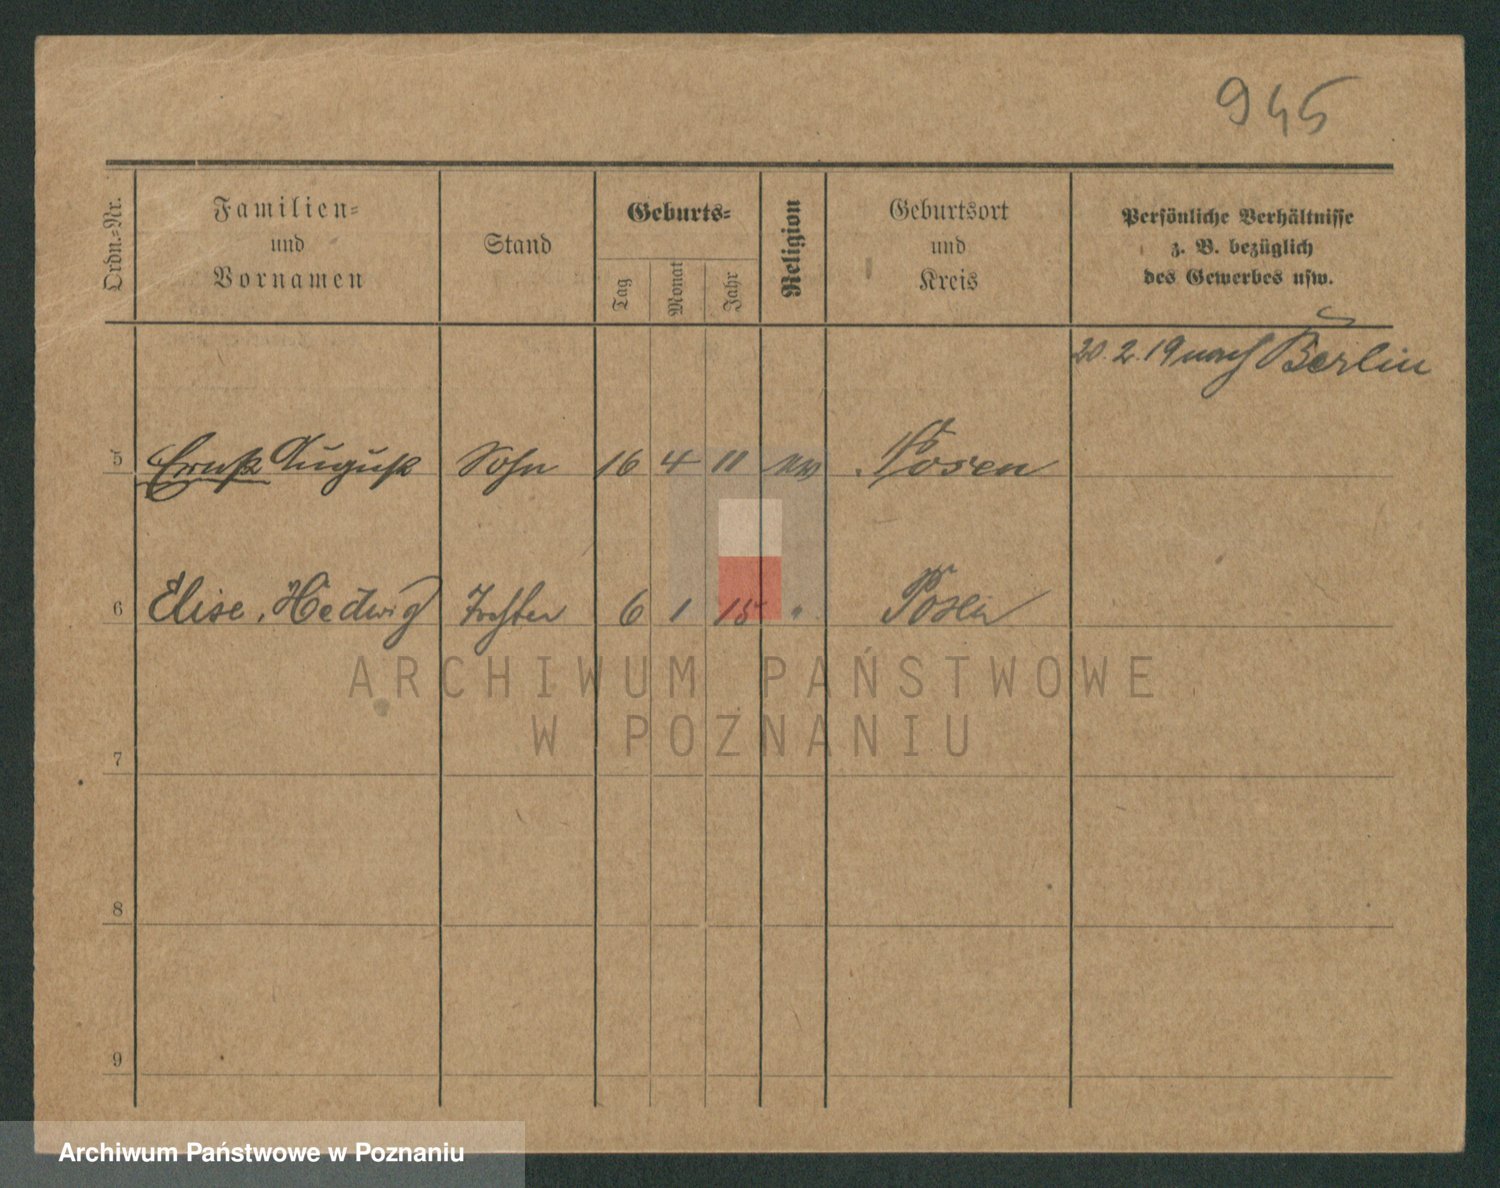 945
Ordn.=Nr.
Familien=
und
Vornamen
Stand
Geburts=
Tag
Monat
Jahr
Religion
Geburtsort
und
Kreis
Persönliche Verhältnisse
z. B. bezüglich
des Gewerbes usw.
20. 2. 19 nach Berlin
5 Ernst August Sohn 16 4 11 Posen
6 Elise, Hedwig Tochter 6 1 15 " Posen
ARCHIWUM PAŃSTWOWE
W POZNANIU
7
8
9
Archiwum Państwowe w Poznaniu